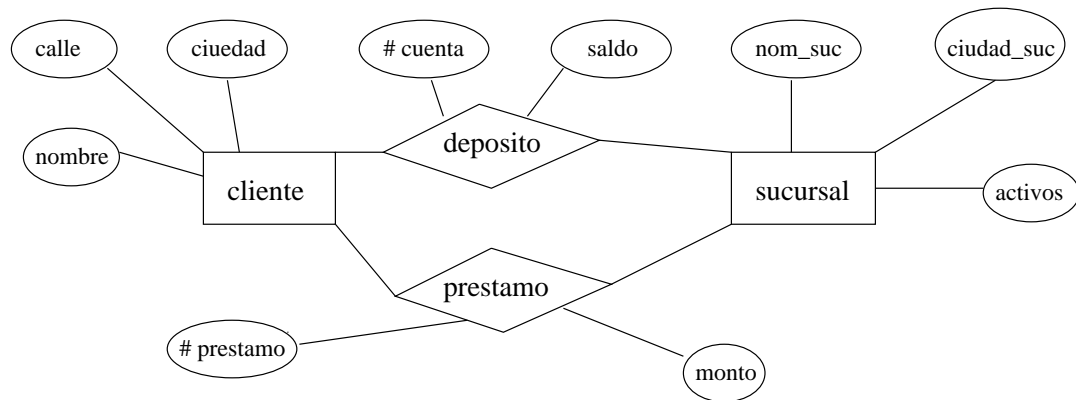 calle
ciuedad
# cuenta
saldo
nom_suc
ciudad_suc
nombre
deposito
cliente
sucursal
activos
prestamo
# prestamo
monto